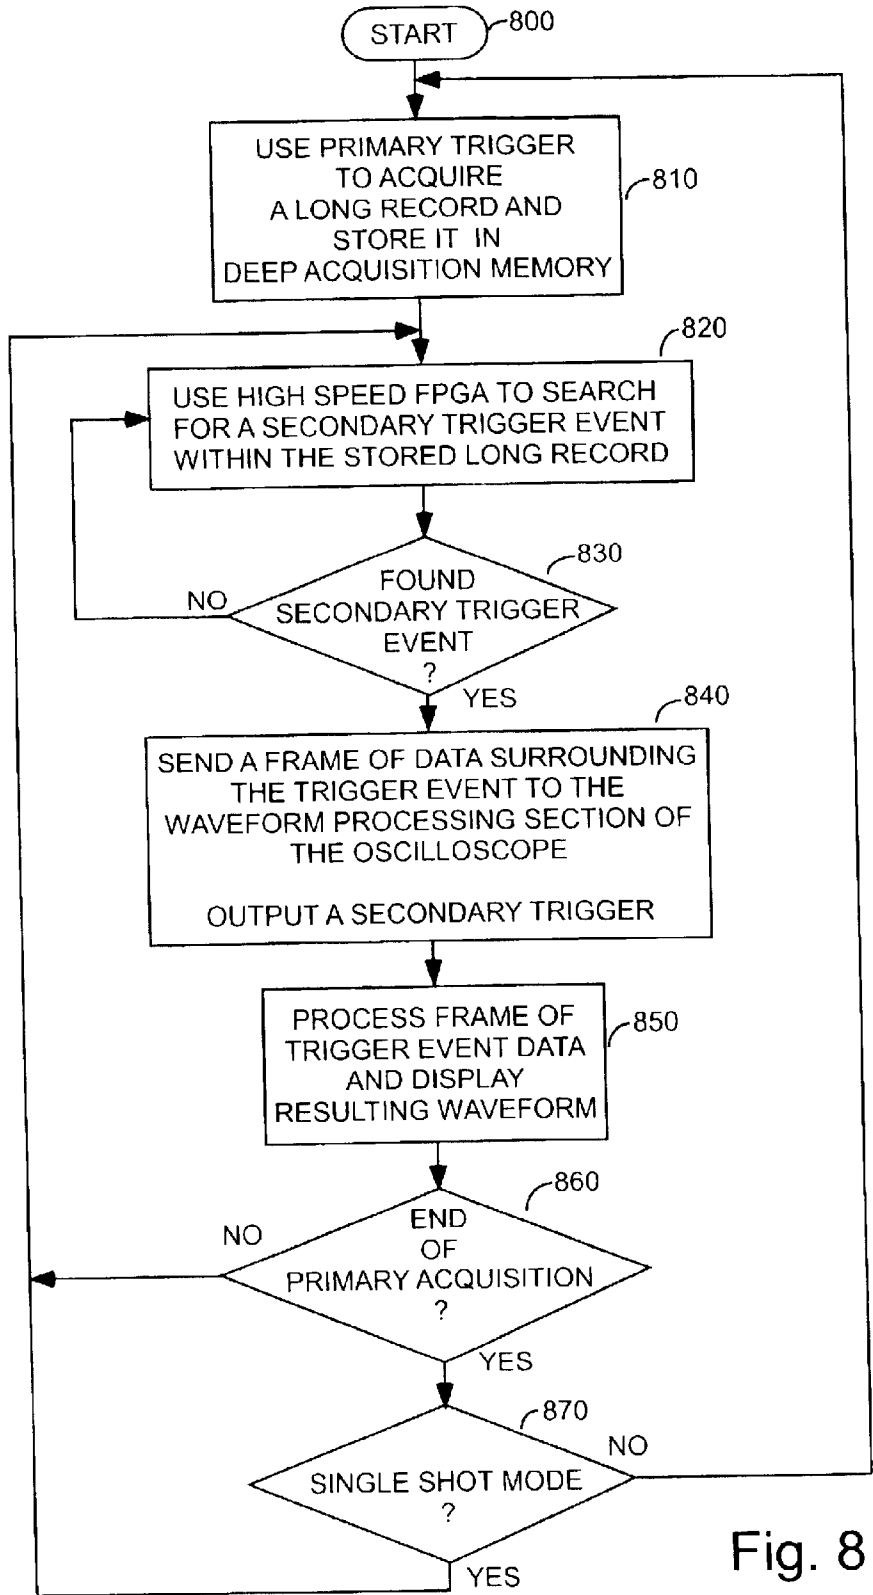 START
800
USE PRIMARY TRIGGER
TO ACQUIRE
A LONG RECORD AND
STORE IT IN
DEEP ACQUISITION MEMORY
810
820
USE HIGH SPEED FPGA TO SEARCH
FOR A SECONDARY TRIGGER EVENT
WITHIN THE STORED LONG RECORD
830
NO
FOUND
SECONDARY TRIGGER
EVENT
?
YES
840
SEND A FRAME OF DATA SURROUNDING
THE TRIGGER EVENT TO THE
WAVEFORM PROCESSING SECTION OF
THE OSCILLOSCOPE
OUTPUT A SECONDARY TRIGGER
850
PROCESS FRAME OF
TRIGGER EVENT DATA
AND DISPLAY
RESULTING WAVEFORM
860
NO
END
OF
PRIMARY ACQUISITION
?
YES
870
NO
SINGLE SHOT MODE
?
YES
Fig. 8